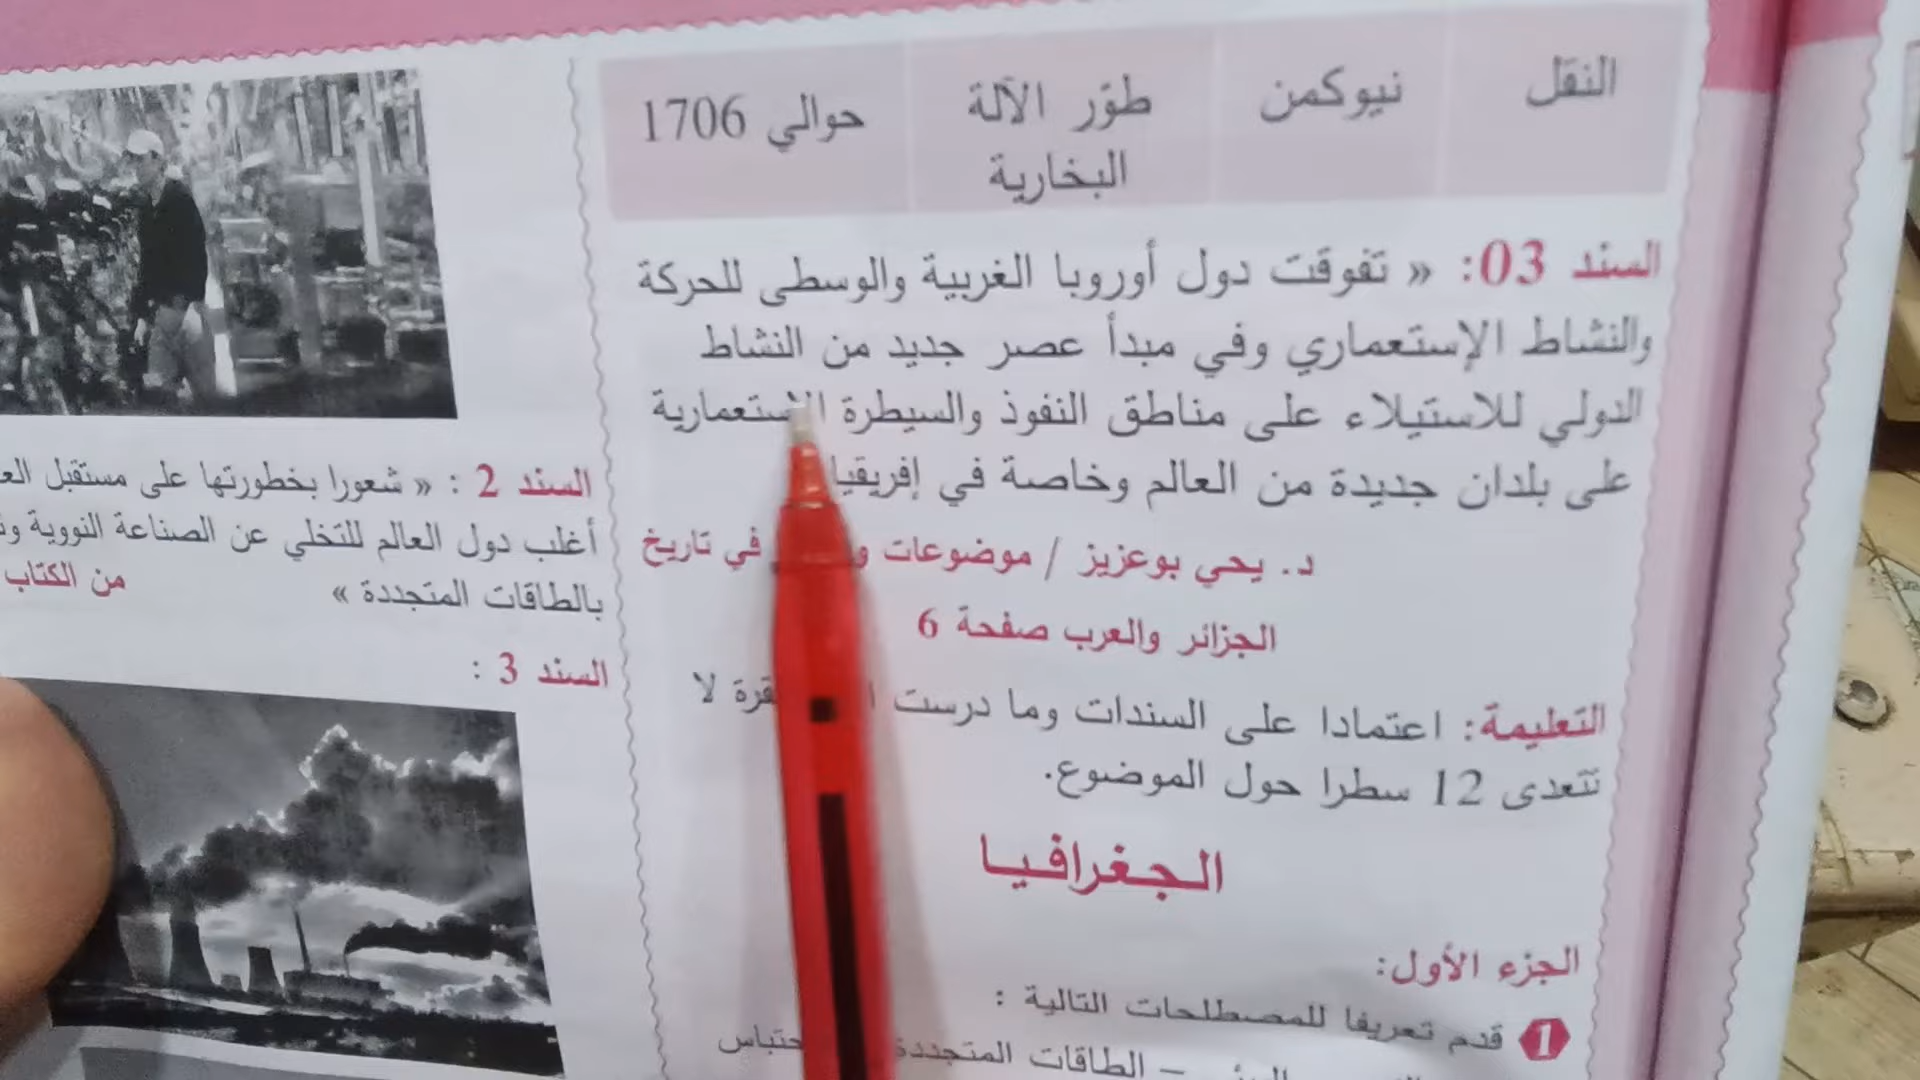 النقل
نيوكمن
طوّر الآلة
البخارية
حوالي 1706
السند 03: « تفوقت دول أوروبا الغربية والوسطى للحركة
والنشاط الإستعماري وفي مبدأ عصر جديد من النشاط
الدولي للاستيلاء على مناطق النفوذ والسيطرة الاستعمارية
على بلدان جديدة من العالم وخاصة في إفريقيا
د. يحي بوعزيز / موضوعات في تاريخ
الجزائر والعرب صفحة 6
التعليمة: اعتمادا على السندات وما درست لا
تتعدى 12 سطرا حول الموضوع.
الجغرافيا
الجزء الأول:
1 قدم تعريفا للمصطلحات التالية :
– الطاقات المتجددة
السند 2 : « شعورا بخطورتها على مستقبل
أغلب دول العالم للتخلي عن الصناعة النووية
بالطاقات المتجددة »
من الكتاب
السند 3 :